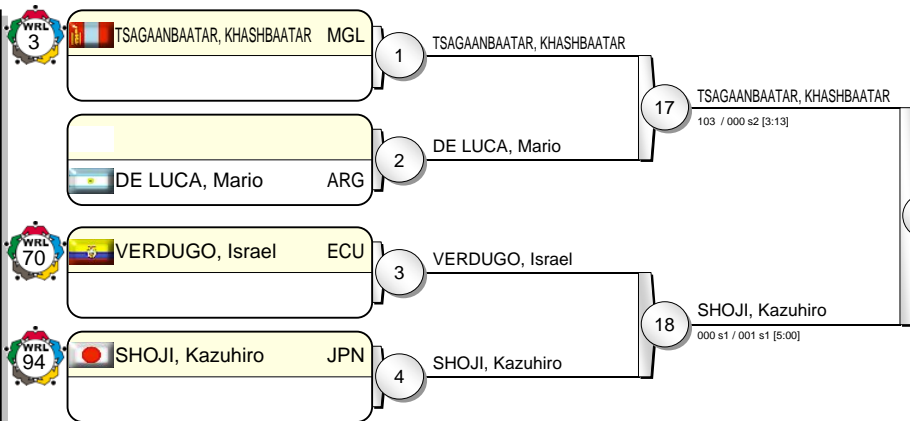 WRL
3
TSAGAANBAATAR, KHASHBAATAR MGL
1
TSAGAANBAATAR, KHASHBAATAR
17
TSAGAANBAATAR, KHASHBAATAR
103 / 000 s2 [3:13]
2
DE LUCA, Mario
DE LUCA, Mario ARG
WRL
70
VERDUGO, Israel ECU
3
VERDUGO, Israel
18
SHOJI, Kazuhiro
000 s1 / 001 s1 [5:00]
WRL
94
SHOJI, Kazuhiro JPN
4
SHOJI, Kazuhiro